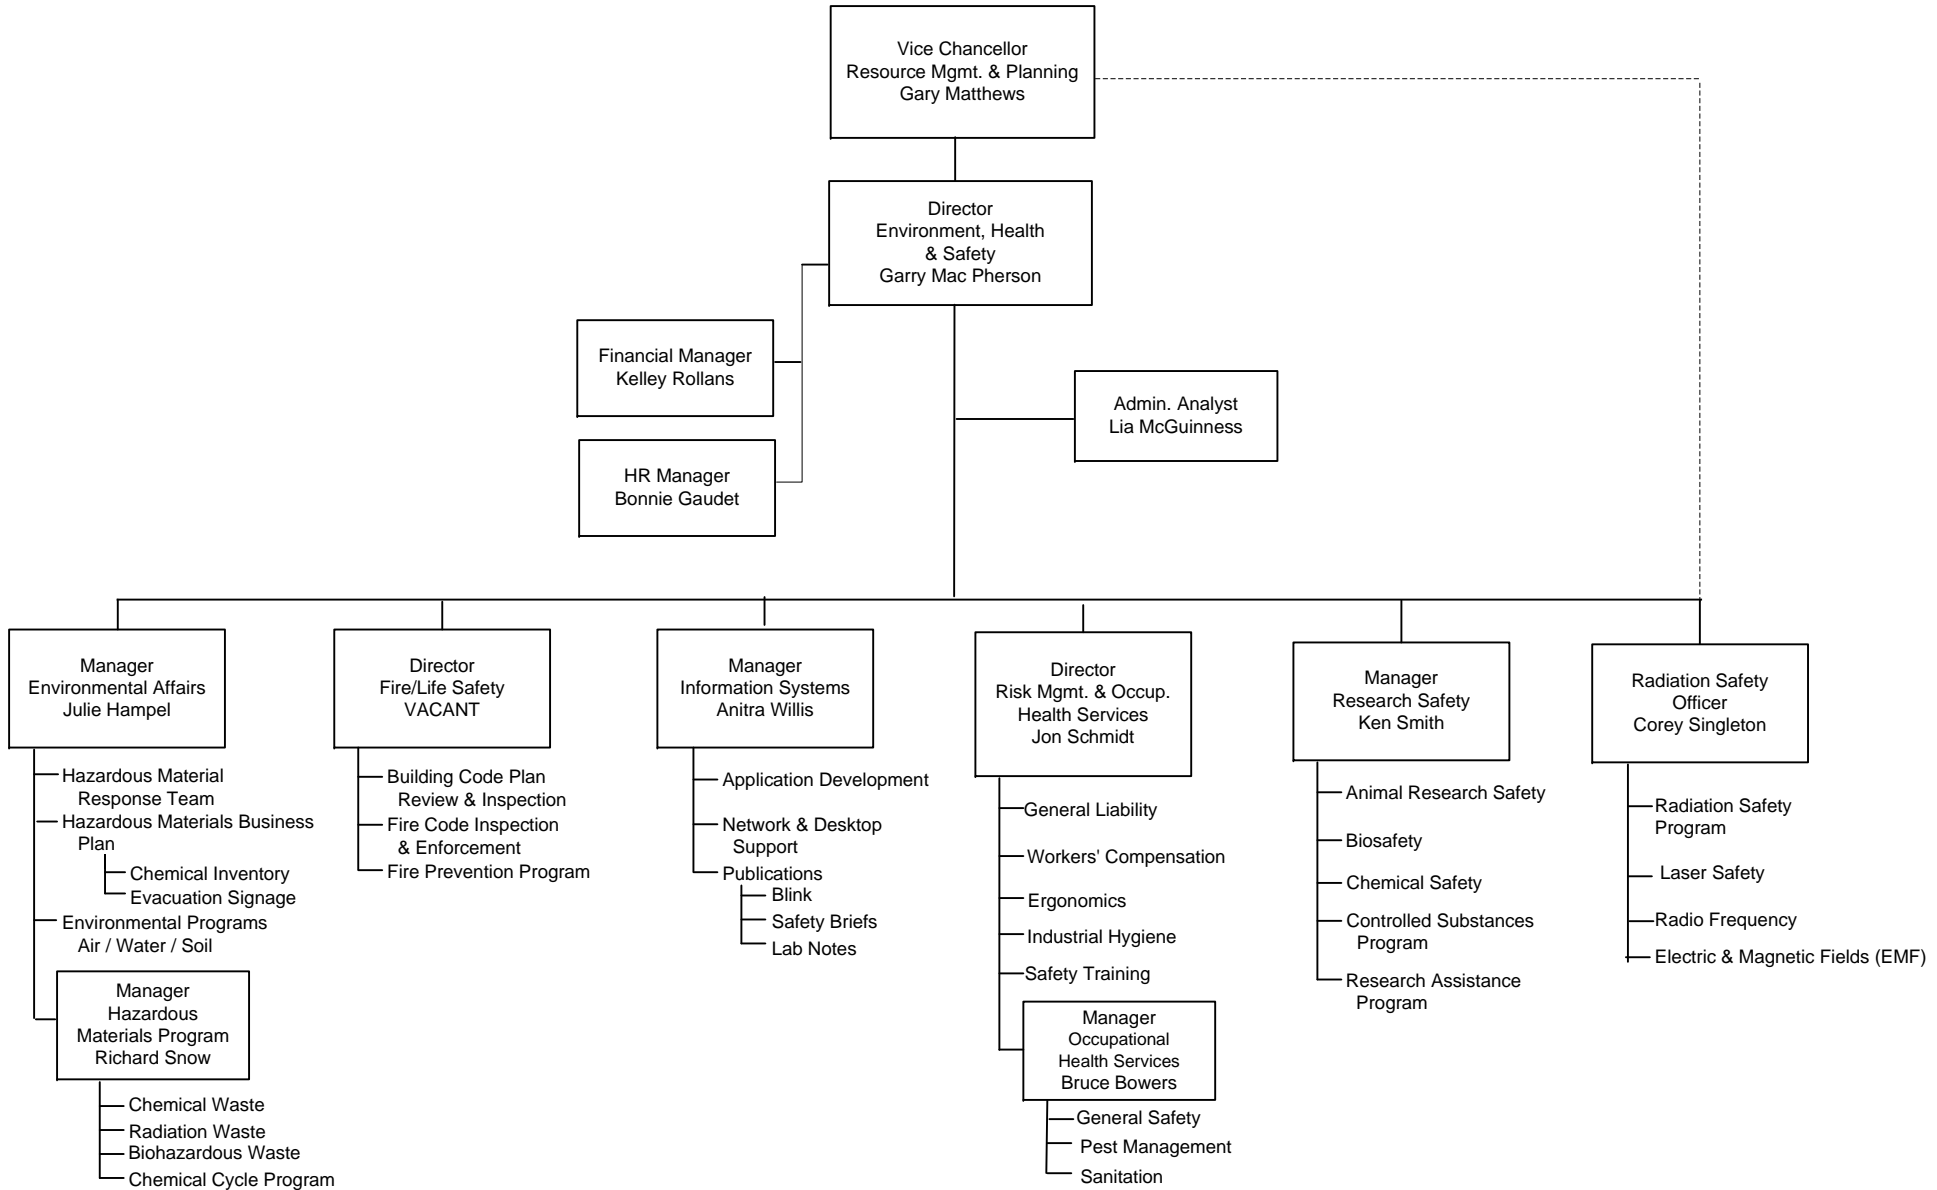 Vice Chancellor
Resource Mgmt. & Planning
Gary Matthews
Director
Environment, Health
& Safety
Garry Mac Pherson
Financial Manager
Kelley Rollans
HR Manager
Bonnie Gaudet
Admin. Analyst
Lia McGuinness
Manager
Environmental Affairs
Julie Hampel
Hazardous Material
Response Team
Hazardous Materials Business
Plan
Chemical Inventory
Evacuation Signage
Environmental Programs
Air / Water / Soil
Manager
Hazardous
Materials Program
Richard Snow
Chemical Waste
Radiation Waste
Biohazardous Waste
Chemical Cycle Program
Director
Fire/Life Safety
VACANT
Building Code Plan
Review & Inspection
Fire Code Inspection
& Enforcement
Fire Prevention Program
Manager
Information Systems
Anitra Willis
Application Development
Network & Desktop
Support
Publications
Blink
Safety Briefs
Lab Notes
Director
Risk Mgmt. & Occup.
Health Services
Jon Schmidt
General Liability
Workers' Compensation
Ergonomics
Industrial Hygiene
Safety Training
Manager
Occupational
Health Services
Bruce Bowers
General Safety
Pest Management
Sanitation
Manager
Research Safety
Ken Smith
Animal Research Safety
Biosafety
Chemical Safety
Controlled Substances
Program
Research Assistance
Program
Radiation Safety
Officer
Corey Singleton
Radiation Safety
Program
Laser Safety
Radio Frequency
Electric & Magnetic Fields (EMF)